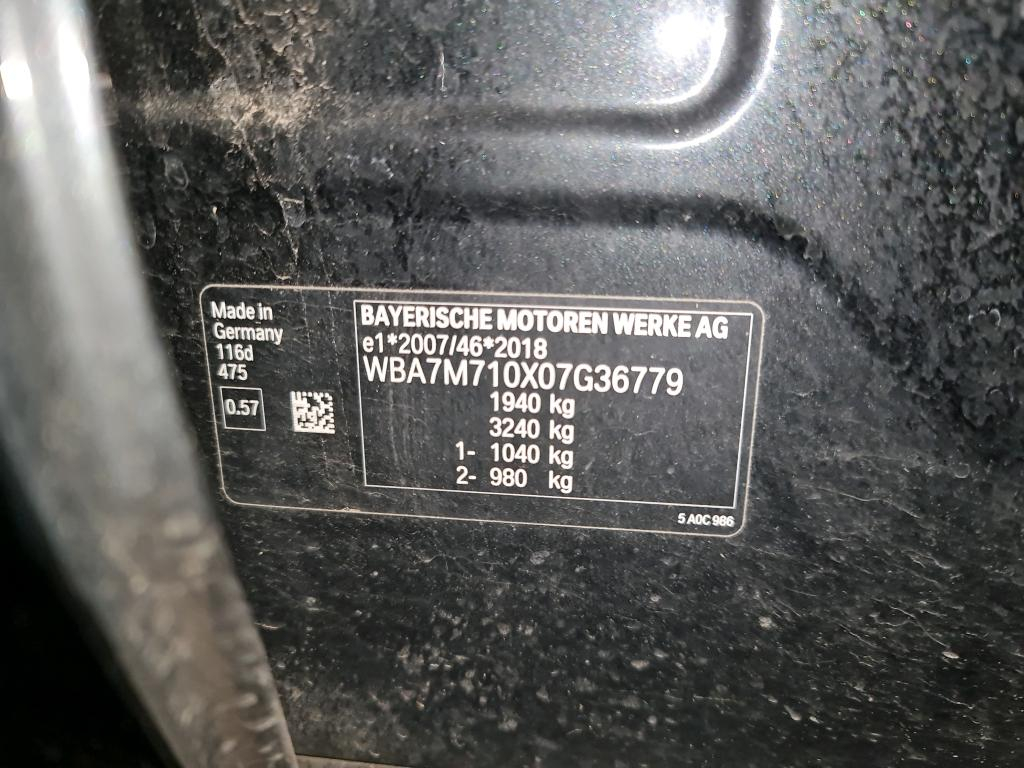 Made in
Germany
116d
475
0.57
BAYERISCHE MOTOREN WERKE AG
e1*2007/46*2018
WBA7M710X07G36779
1940 kg
3240 kg
1- 1040 kg
2- 980 kg
5 A0C 986